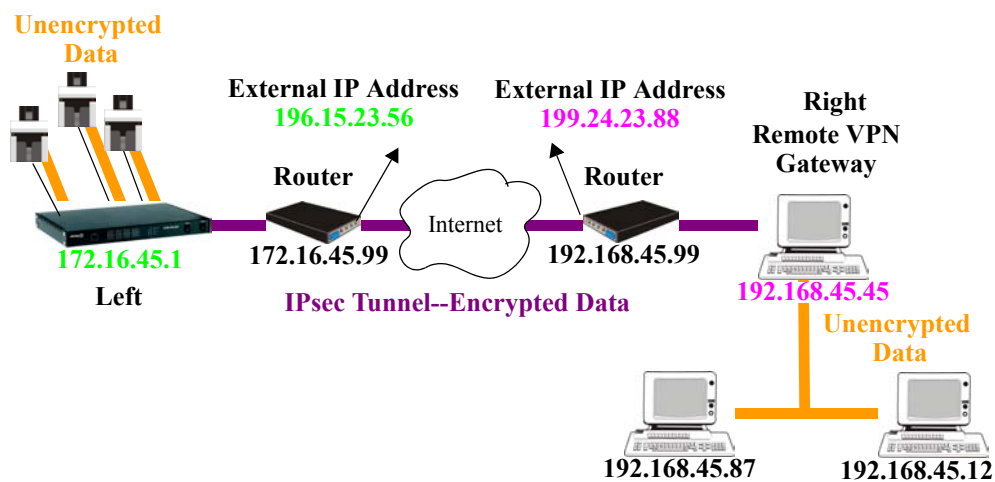 Unencrypted
Data
External IP Address
196.15.23.56
External IP Address
199.24.23.88
Right
Remote VPN
Gateway
Router
Router
Internet
172.16.45.1
Left
172.16.45.99
192.168.45.99
192.168.45.45
IPsec Tunnel--Encrypted Data
Unencrypted
Data
192.168.45.87
192.168.45.12